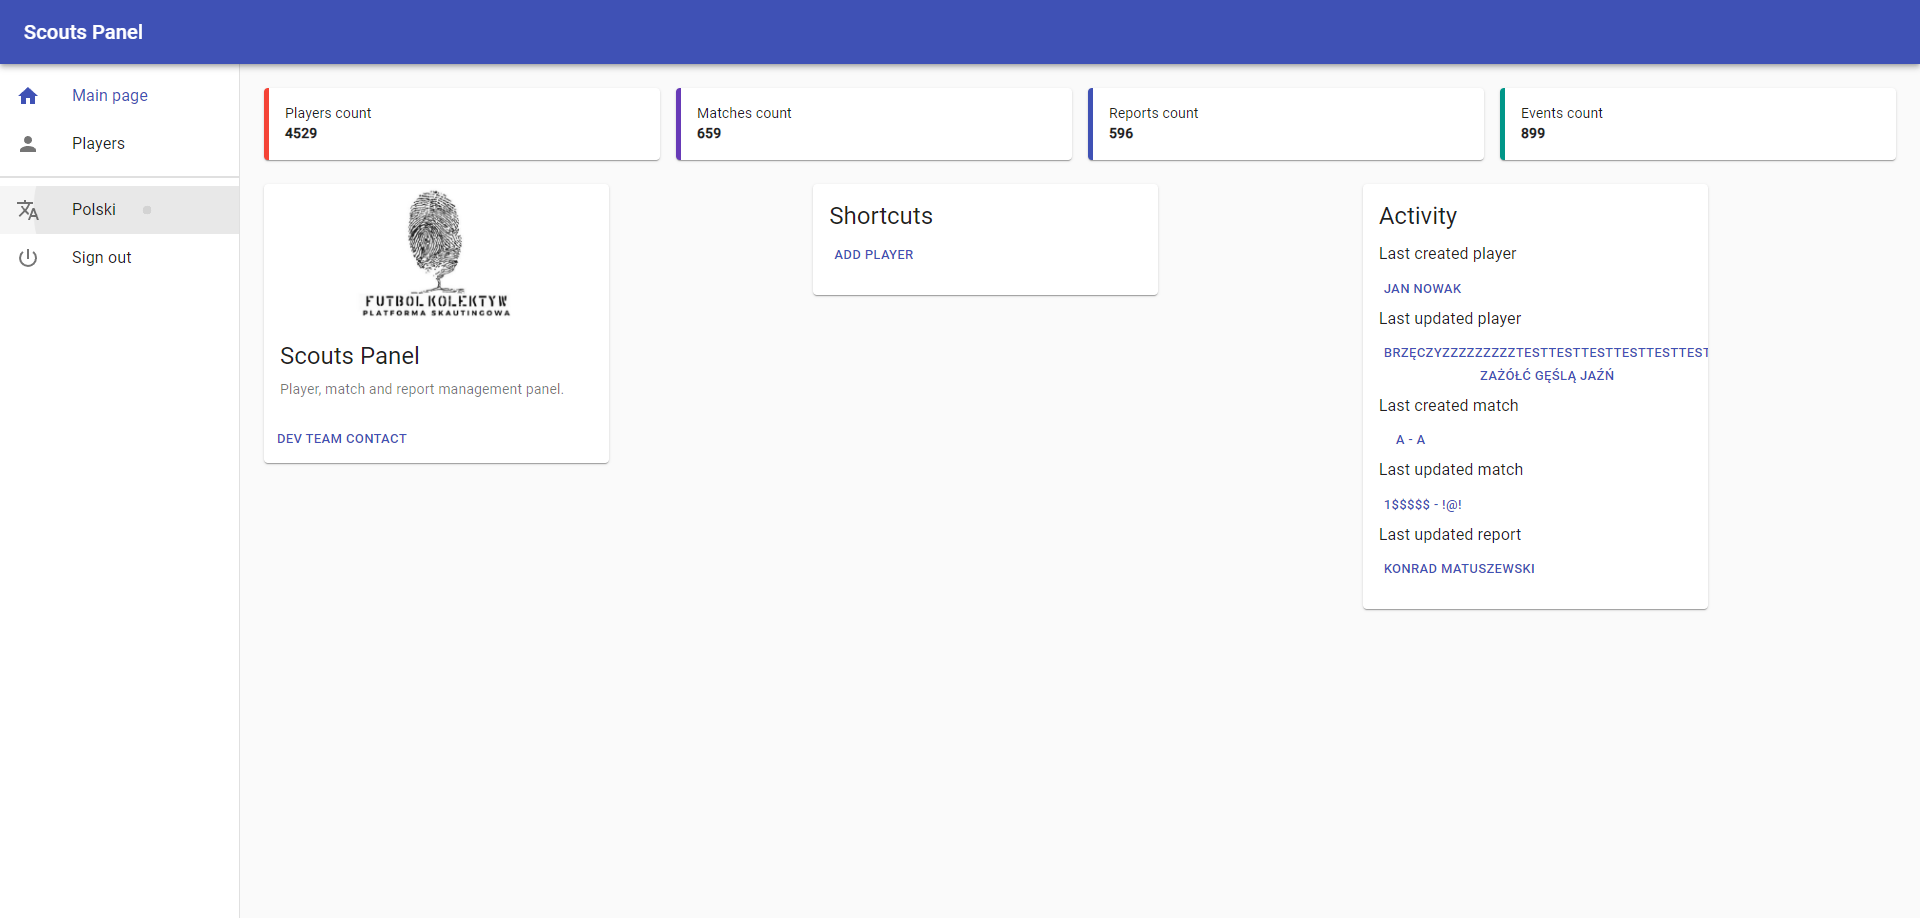 Scouts Panel
Main page
Players
Polski
Sign out
Players count
4529
Matches count
659
Reports count
596
Events count
899
FUTBOL KOLEKTYW
PLATFORMA SKAUTINGOWA
Scouts Panel
Player, match and report management panel.
DEV TEAM CONTACT
Shortcuts
ADD PLAYER
Activity
Last created player
JAN NOWAK
Last updated player
BRZĘCZYZZZZZZZZZTESTTESTTESTTESTTESTTEST
ZAŻÓŁĆ GĘŚLĄ JAŹŃ
Last created match
A - A
Last updated match
1$$$$$ - !@!
Last updated report
KONRAD MATUSZEWSKI